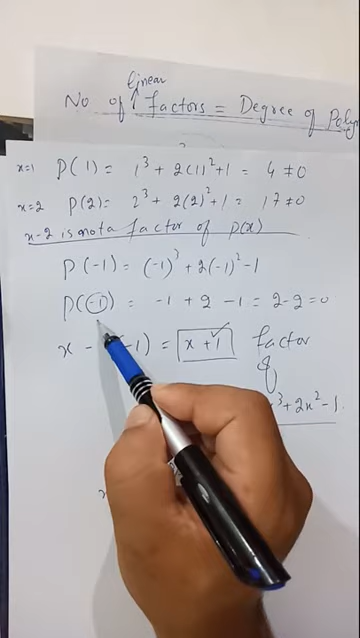 linear
No of ↑ factors = Degree of Poly
x=1 P(1) = 1³ + 2(1)² + 1 = 4 ≠ 0
x=2 P(2) = 2³ + 2(2)² + 1 = 17 ≠ 0
x-2 is not a factor of p(x)
P(-1) = (-1)³ + 2(-1)² - 1
P(-1) = -1 + 2 - 1 = 2 - 2 = 0
x - -1) = x + 1 factor
of
³ + 2x² - 1.